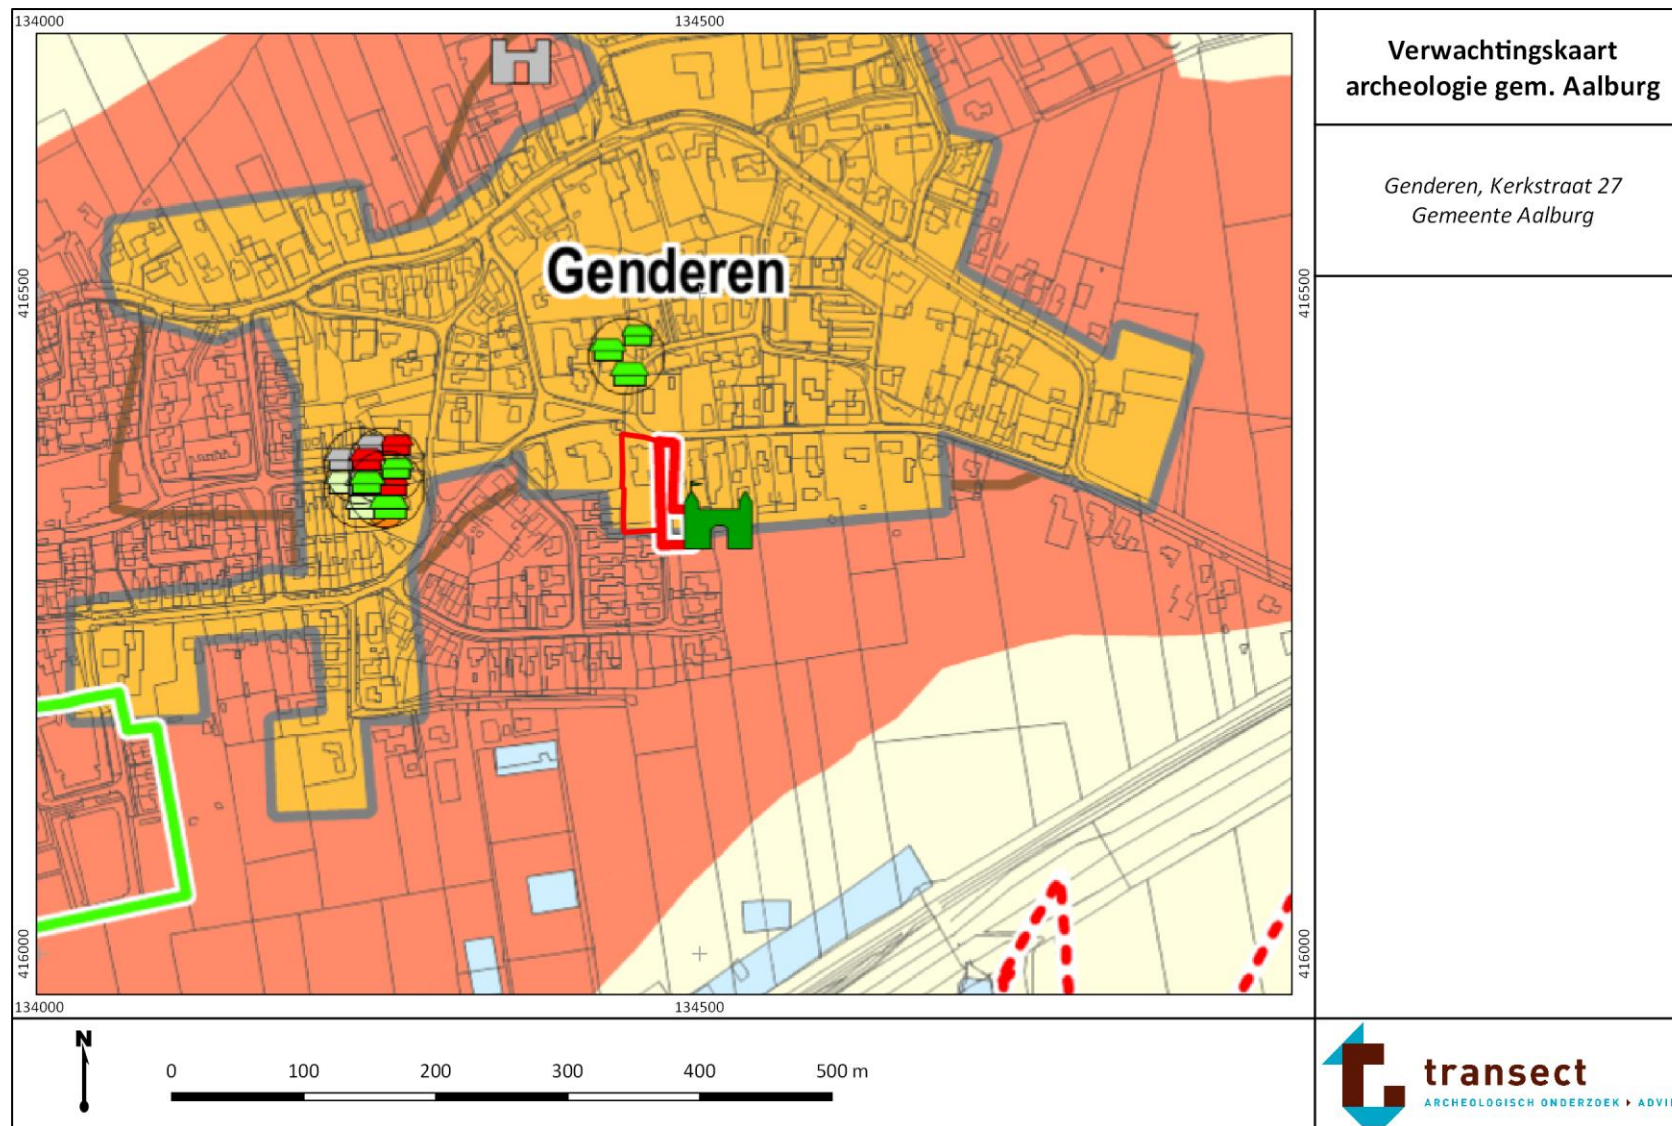 134000
134500
Verwachtingskaart
archeologie gem. Aalburg
Genderen, Kerkstraat 27
Gemeente Aalburg
416500
416500
Genderen
416000
416000
134000
134500
N
0 100 200 300 400 500 m
transect
ARCHEOLOGISCH ONDERZOEK